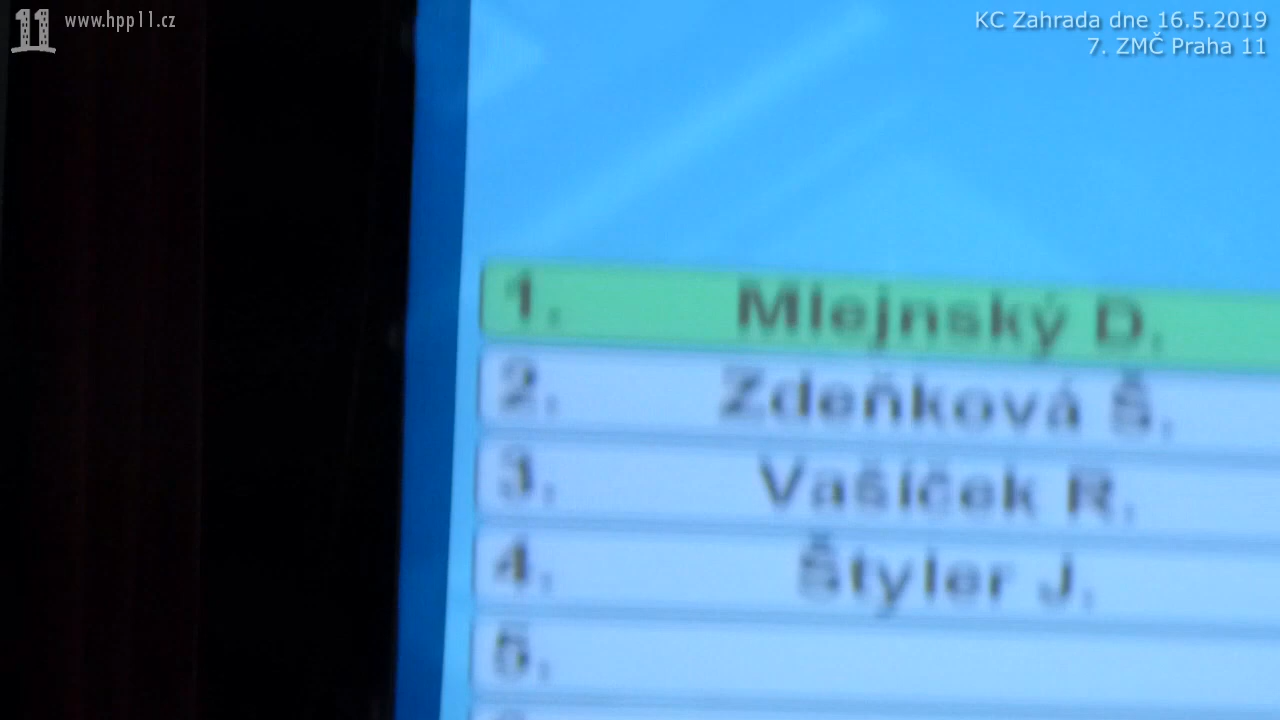 11 www.hpp11.cz
KC Zahrada dne 16.5.2019
7. ZMČ Praha 11
1. Mlejnský D.
2. Zdeňková Š.
3. Vašíček R.
4. Štyler J.
5.